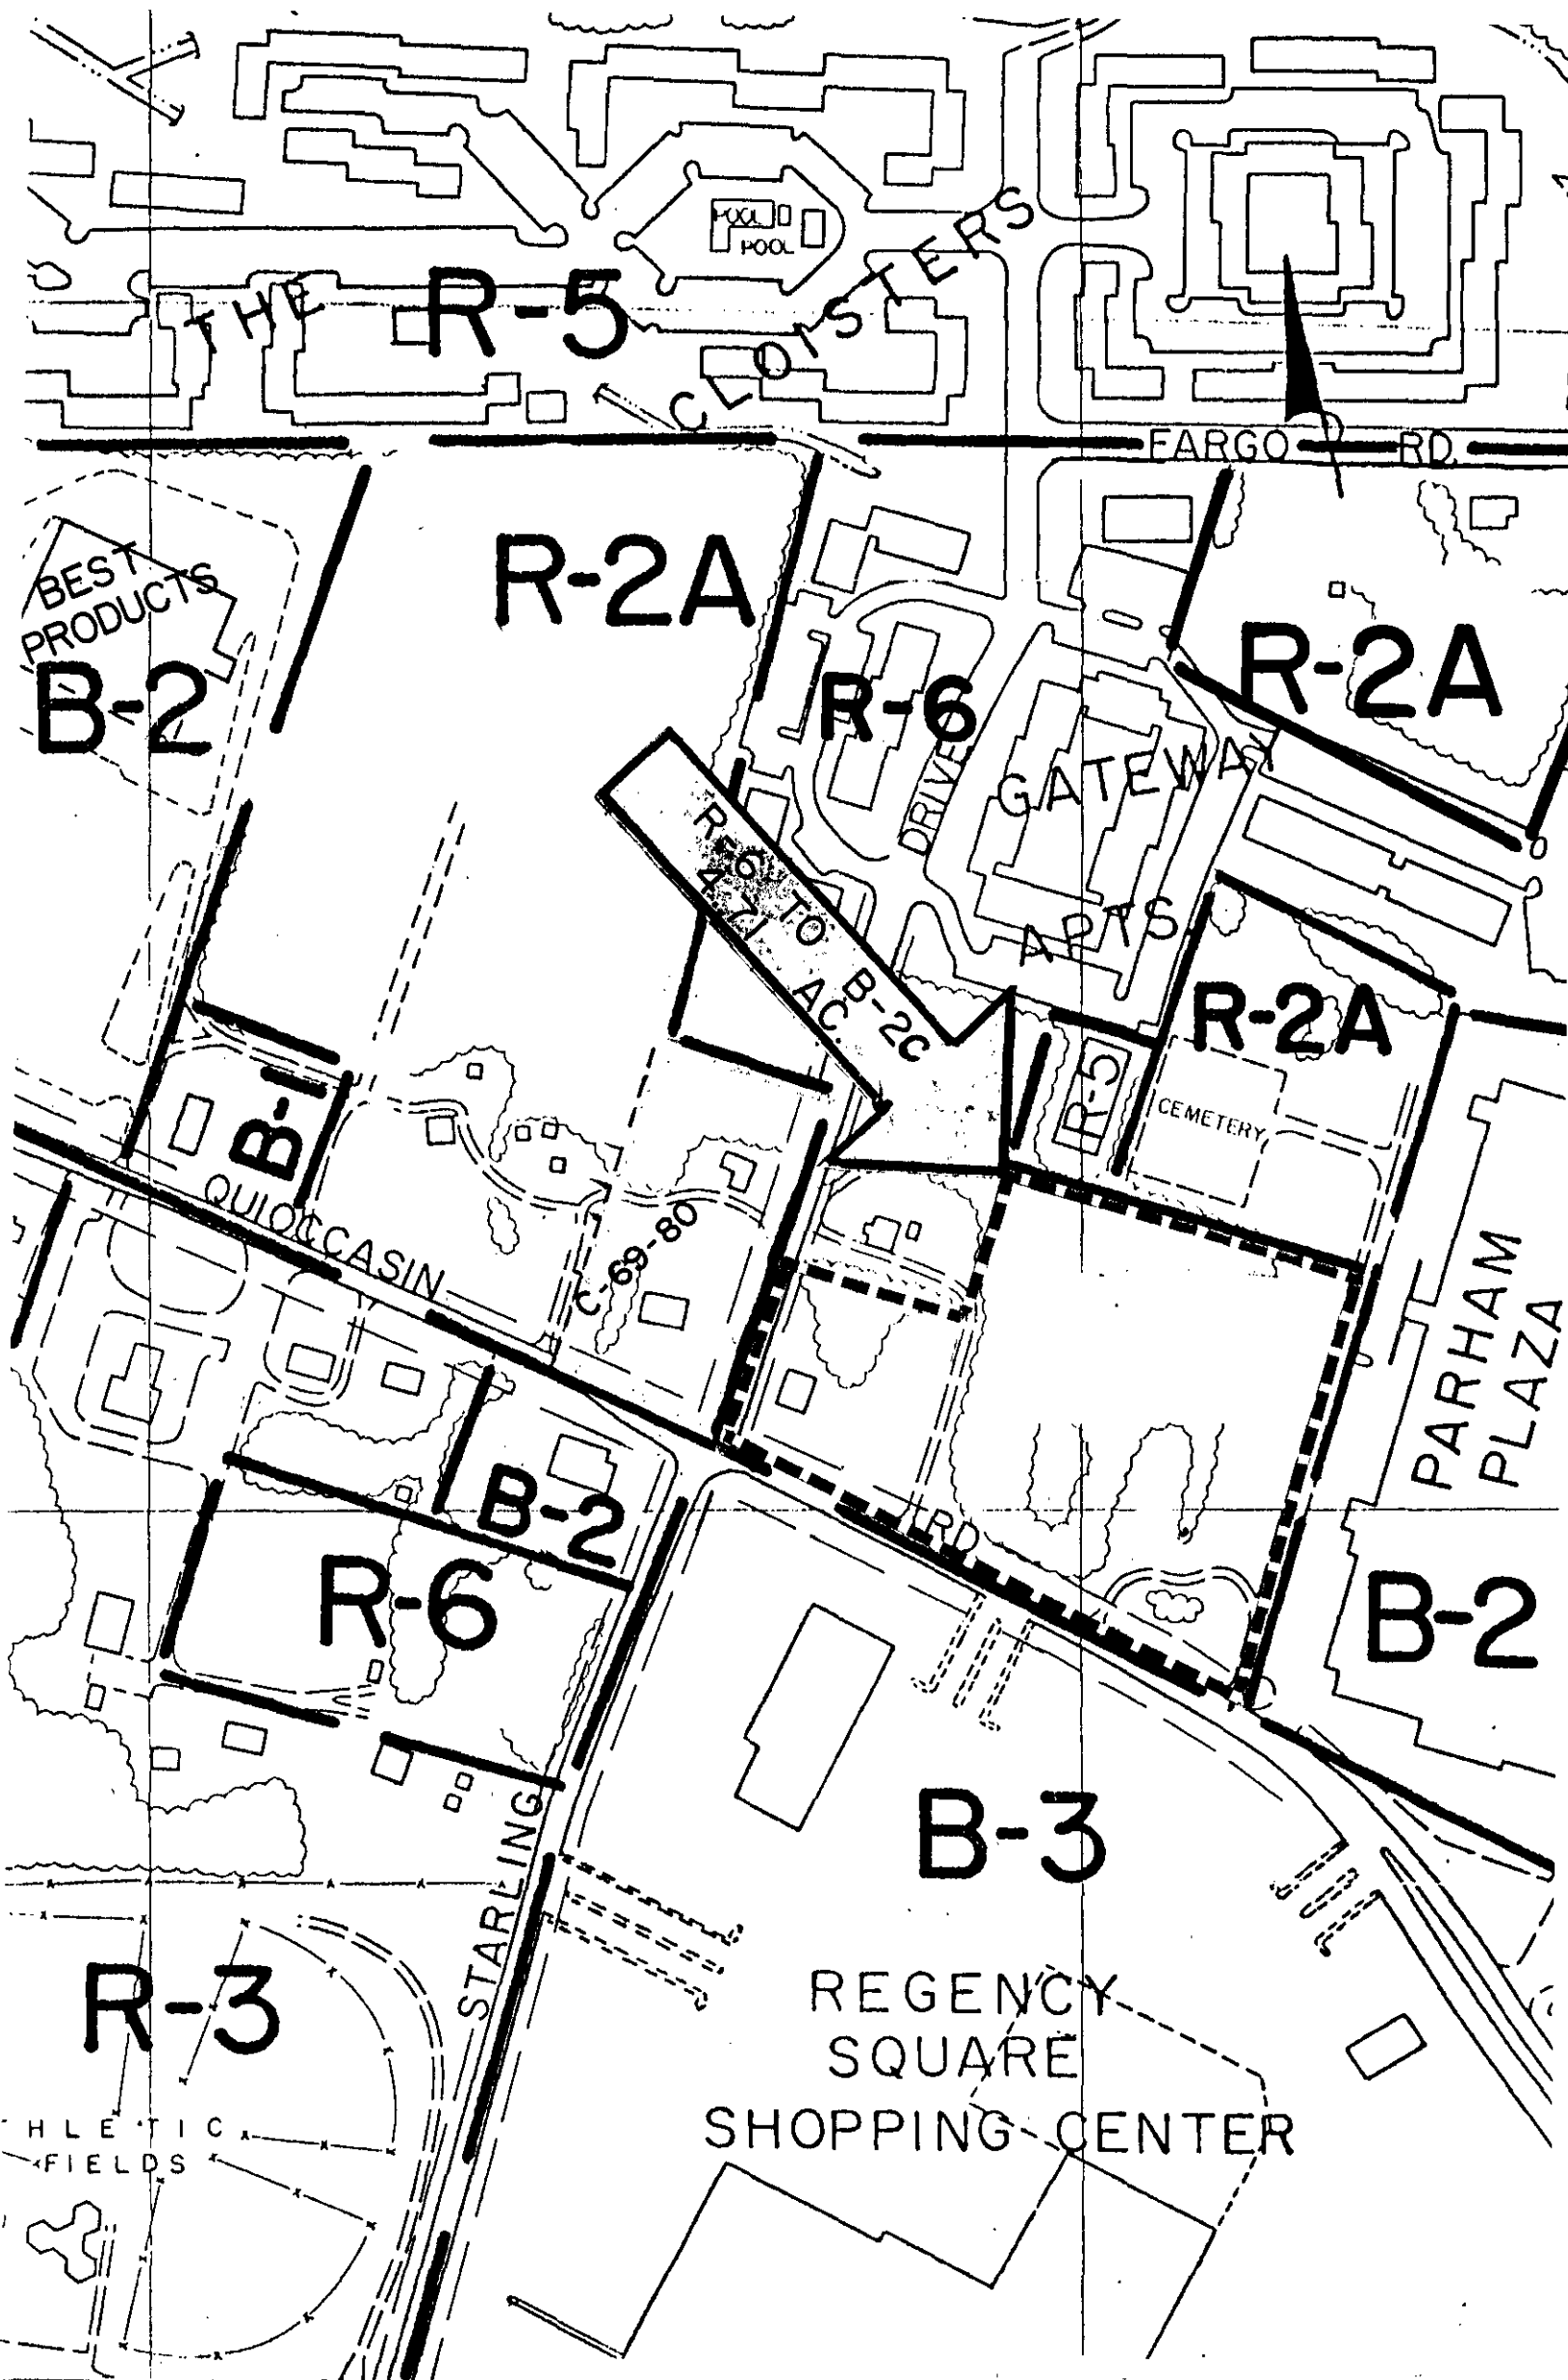 POOL
POOL
THE CLOISTERS
R-5
FARGO RD.
BEST
PRODUCTS
B-2
R-2A
R-2A
R-6
DRIVE
GATEWAY
APTS.
R-6 TO B-2C
4.71 AC.
R-2A
R-5
CEMETERY
B-1
QUIOCCASIN RD.
C-69-80
PARHAM
PLAZA
B-2
B-2
R-6
B-3
STARLING
R-3
REGENCY
SQUARE
SHOPPING CENTER
HLETIC
FIELDS